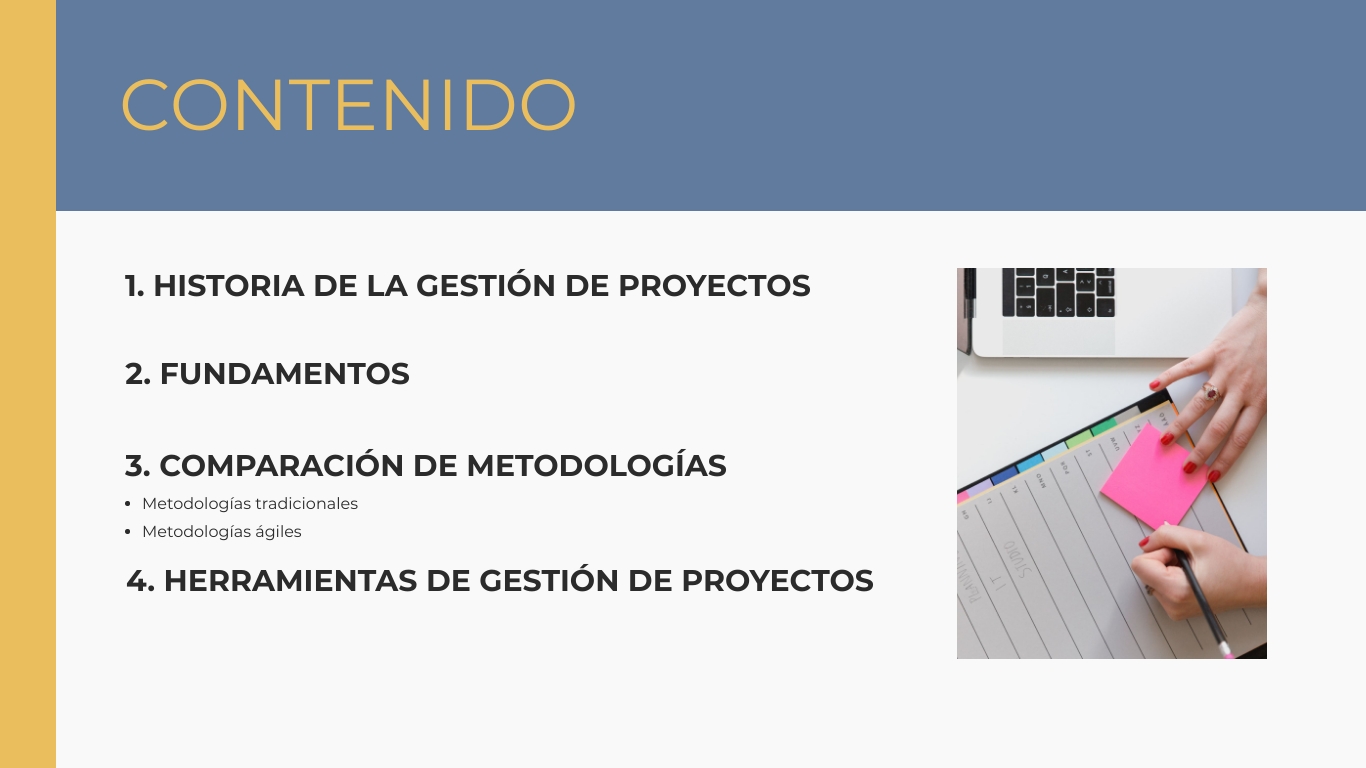 CONTENIDO
1. HISTORIA DE LA GESTIÓN DE PROYECTOS
2. FUNDAMENTOS
3. COMPARACIÓN DE METODOLOGÍAS
• Metodologías tradicionales
• Metodologías ágiles
4. HERRAMIENTAS DE GESTIÓN DE PROYECTOS